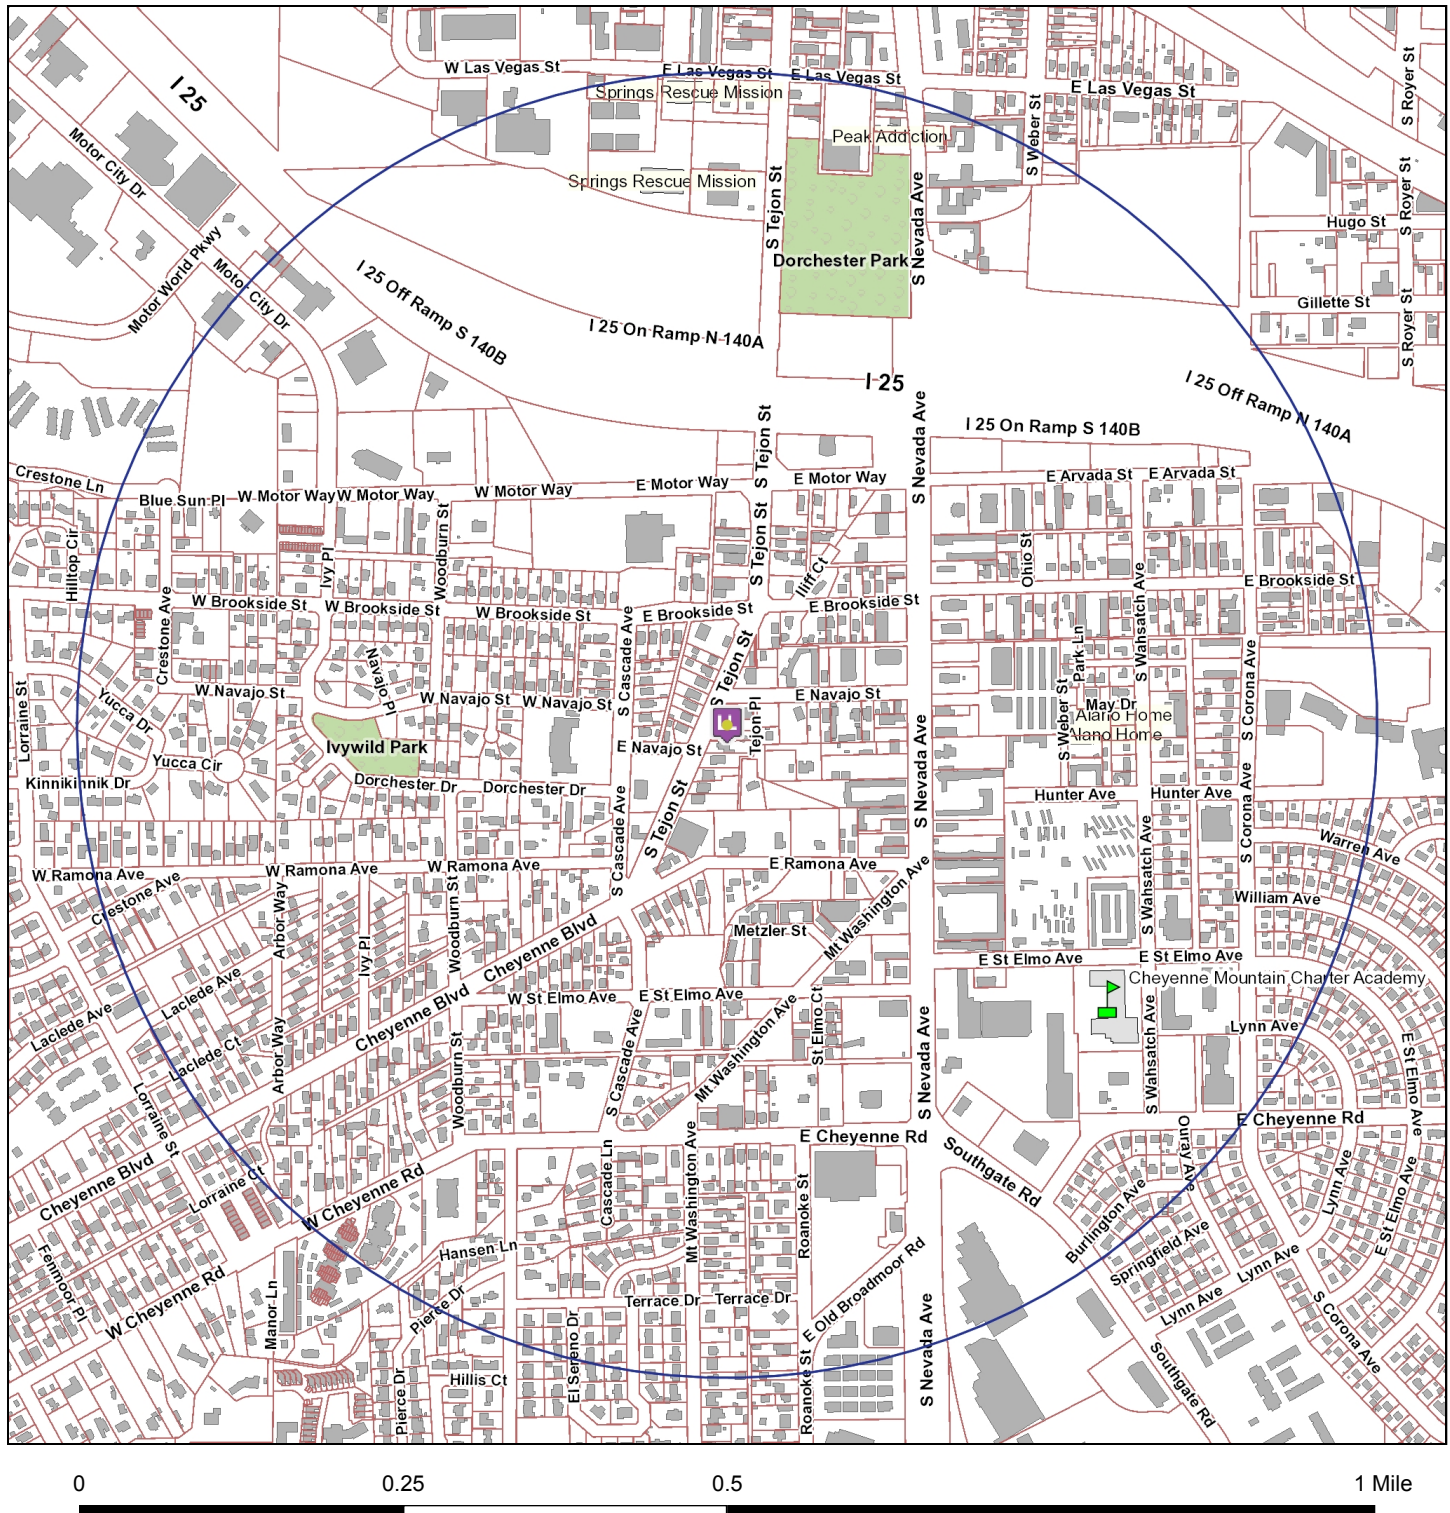 W Las Vegas St
E Las Vegas St
E Las Vegas St
E Las Vegas St
S Royer St
I 25
Springs Rescue Mission
S Weber St
Peak Addiction
Motor City Dr
Springs Rescue Mission
S Tejon St
S Nevada Ave
S Royer St
Hugo St
Motor World Pkwy
Dorchester Park
Motor City Dr
I 25 Off Ramp S 140B
Gillette St
I 25 On Ramp N 140A
S Royer St
I 25
I 25 Off Ramp N 140A
S Tejon St
S Nevada Ave
I 25 On Ramp S 140B
Crestone Ln
Blue Sun Pl
W Motor Way
W Motor Way
W Motor Way
E Motor Way
E Motor Way
E Arvada St
E Arvada St
Hilltop Cir
Ivy Pl
Woodburn St
S Tejon St
Iliff Ct
Ohio St
S Wahsatch Ave
E Brookside St
Crestone Ave
W Brookside St
W Brookside St
W Brookside St
S Cascade Ave
E Brookside St
E Brookside St
S Tejon St
Park Ln
S Corona Ave
Lorraine St
Yucca Dr
W Navajo St
Navajo Pl
W Navajo St
W Navajo St
E Navajo St
Tejon Pl
S Nevada Ave
S Weber St
May Dr
Alano Home
Alano Home
Ivywild Park
E Navajo St
Yucca Cir
Kinnikinnik Dr
Dorchester Dr
Dorchester Dr
S Cascade Ave
S Tejon St
Hunter Ave
Hunter Ave
S Corona Ave
S Wahsatch Ave
Warren Ave
W Ramona Ave
W Ramona Ave
W Ramona Ave
E Ramona Ave
Crestone Ave
Arbor Way
Ivy Pl
Woodburn St
Cheyenne Blvd
Metzler St
Mt Washington Ave
William Ave
E St Elmo Ave
E St Elmo Ave
Cheyenne Mountain Charter Academy
Laclede Ave
Laclede Ave
Cheyenne Blvd
W St Elmo Ave
E St Elmo Ave
Mt Washington Ave
St Elmo Ct
S Nevada Ave
S Wahsatch Ave
Lynn Ave
E St Elmo Ave
Laclede Ct
Arbor Way
Woodburn St
S Cascade Ave
Lorraine St
E Cheyenne Rd
E Cheyenne Rd
Southgate Rd
Ouray Ave
Cheyenne Blvd
Lorraine Ct
W Cheyenne Rd
Cascade Ln
Mt Washington Ave
Roanoke St
Burlington Ave
Lynn Ave
E St Elmo Ave
Fenmoor Pl
W Cheyenne Rd
Hansen Ln
E Old Broadmoor Rd
Springfield Ave
Lynn Ave
Manor Ln
Pierce Dr
Terrace Dr
Terrace Dr
S Nevada Ave
Lynn Ave
S Corona Ave
Pierce Dr
Hillis Ct
El Sereno Dr
Roanoke St
Southgate Rd
0
0.25
0.5
1 Mile